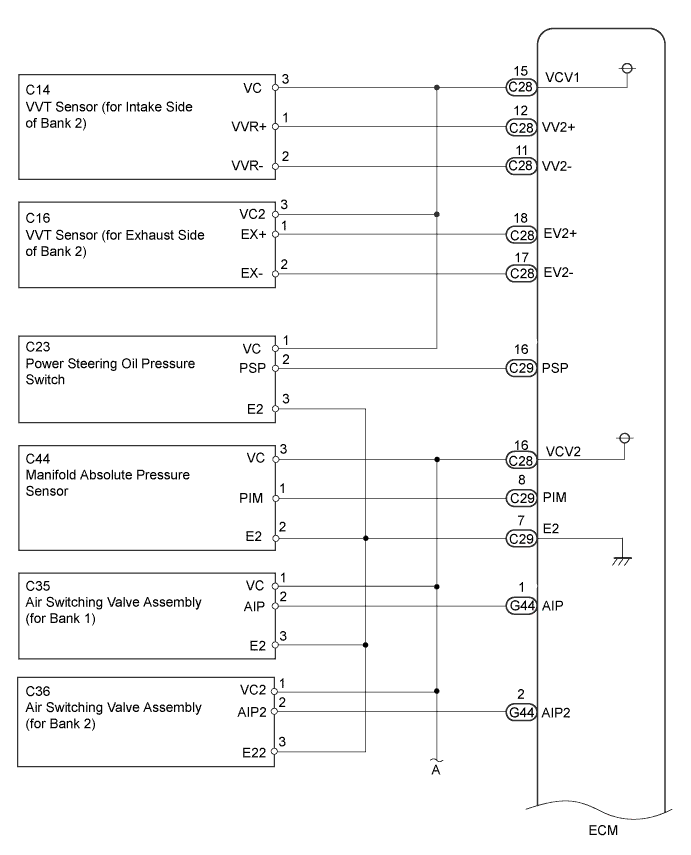 C14
VVT Sensor (for Intake Side
of Bank 2)
VC
3
VVR+
1
VVR-
2
15
C28
VCV1
12
C28
VV2+
11
C28
VV2-
C16
VVT Sensor (for Exhaust Side
of Bank 2)
VC2
3
EX+
1
EX-
2
18
C28
EV2+
17
C28
EV2-
C23
Power Steering Oil Pressure
Switch
VC
1
PSP
2
E2
3
16
C29
PSP
C44
Manifold Absolute Pressure
Sensor
VC
3
PIM
1
E2
2
16
C28
VCV2
8
C29
PIM
7
C29
E2
C35
Air Switching Valve Assembly
(for Bank 1)
VC
1
AIP
2
E2
3
1
G44
AIP
C36
Air Switching Valve Assembly
(for Bank 2)
VC2
1
AIP2
2
E22
3
2
G44
AIP2
A
ECM